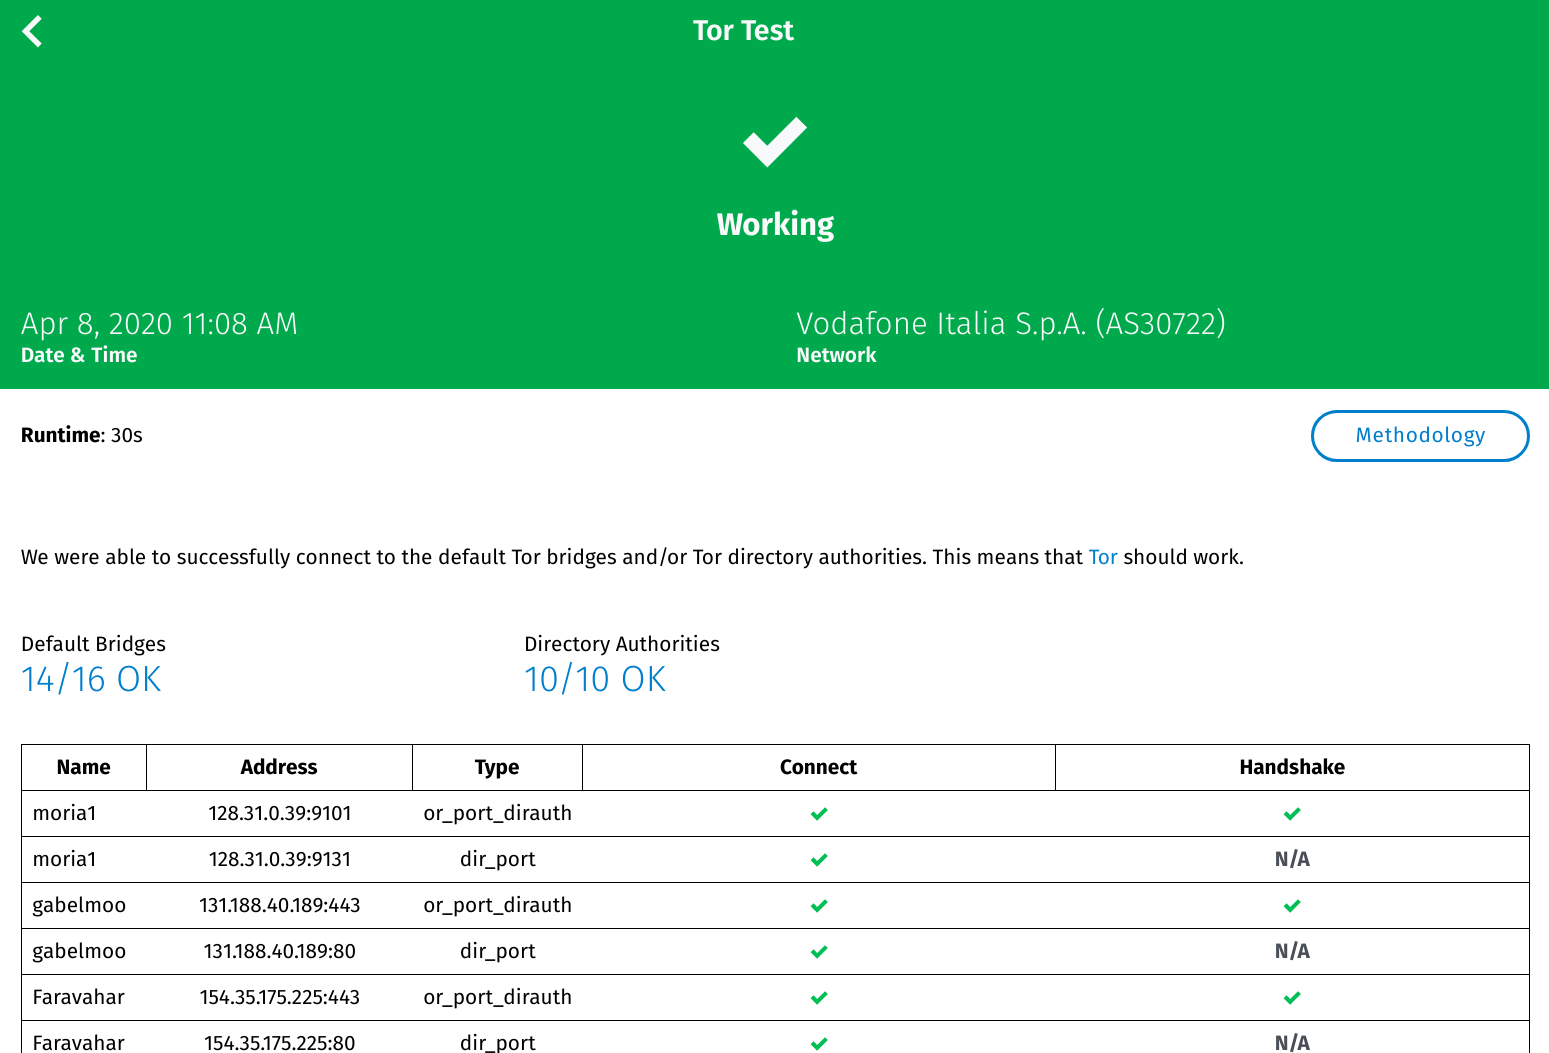 Tor Test
Working
Apr 8, 2020 11:08 AM
Date & Time
Vodafone Italia S.p.A. (AS30722)
Network
Runtime: 30s
Methodology
We were able to successfully connect to the default Tor bridges and/or Tor directory authorities. This means that Tor should work.
Default Bridges
14/16 OK
Directory Authorities
10/10 OK
Name Address Type Connect Handshake
moria1 128.31.0.39:9101 or_port_dirauth
moria1 128.31.0.39:9131 dir_port N/A
gabelmoo 131.188.40.189:443 or_port_dirauth
gabelmoo 131.188.40.189:80 dir_port N/A
Faravahar 154.35.175.225:443 or_port_dirauth
Faravahar 154.35.175.225:80 dir_port N/A